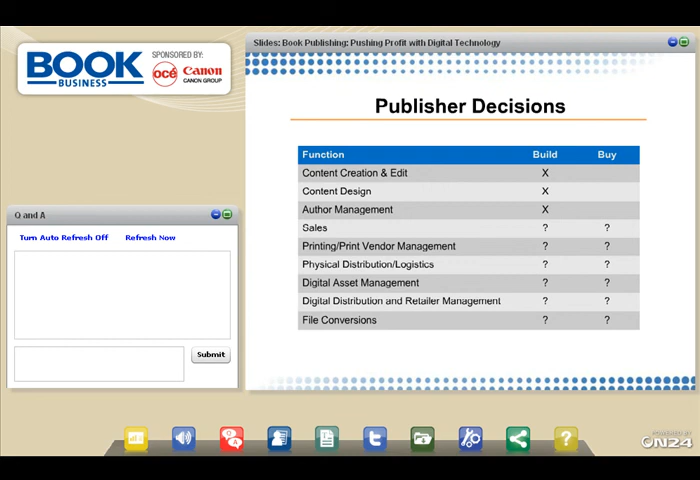 Slides: Book Publishing: Pushing Profit with Digital Technology
BOOK
BUSINESS
SPONSORED BY:
océ Canon
CANON GROUP
Publisher Decisions
Function Build Buy
Content Creation & Edit X
Content Design X
Author Management X
Sales ? ?
Printing/Print Vendor Management ? ?
Physical Distribution/Logistics ? ?
Digital Asset Management ? ?
Digital Distribution and Retailer Management ? ?
File Conversions ? ?
Q and A
Turn Auto Refresh Off Refresh Now
Submit
Q A
t
?
POWERED BY
ON24